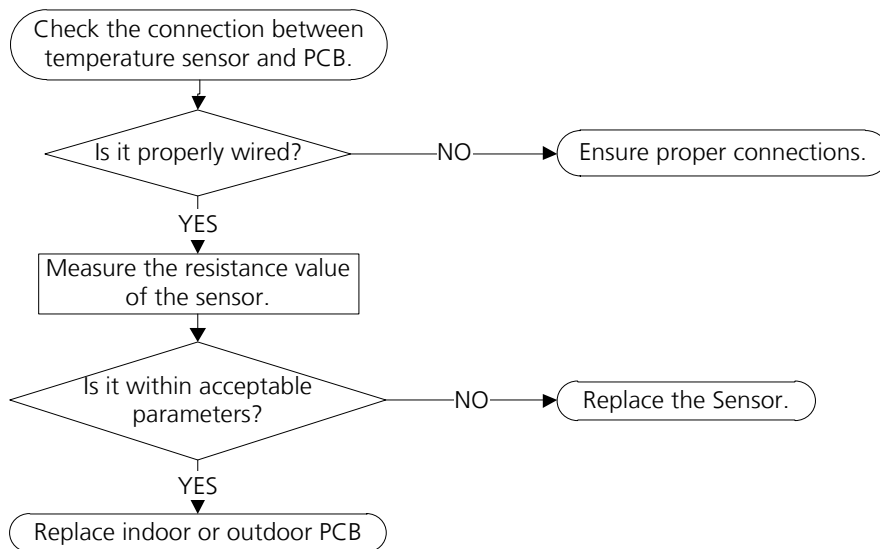 Check the connection between
temperature sensor and PCB.
Is it properly wired?
NO
Ensure proper connections.
YES
Measure the resistance value
of the sensor.
Is it within acceptable
parameters?
NO
Replace the Sensor.
YES
Replace indoor or outdoor PCB